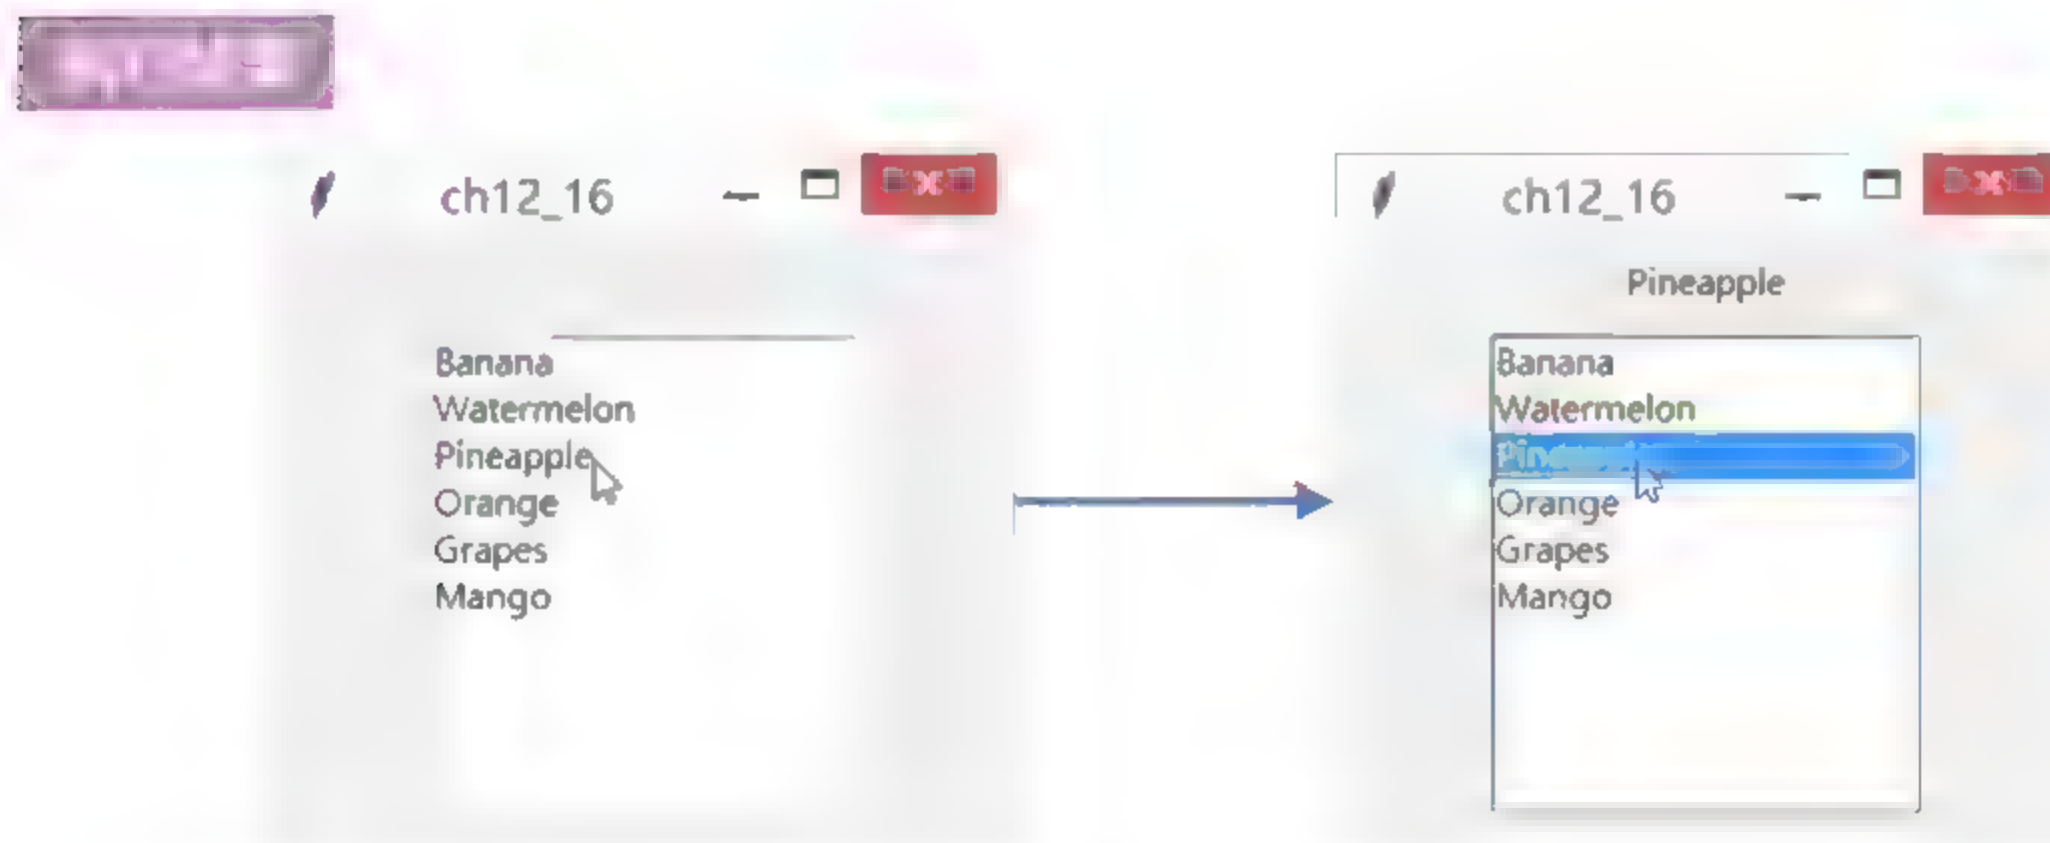 ch12_16
Banana
Watermelon
Pineapple
Orange
Grapes
Mango
ch12_16
Pineapple
Banana
Watermelon
Orange
Grapes
Mango